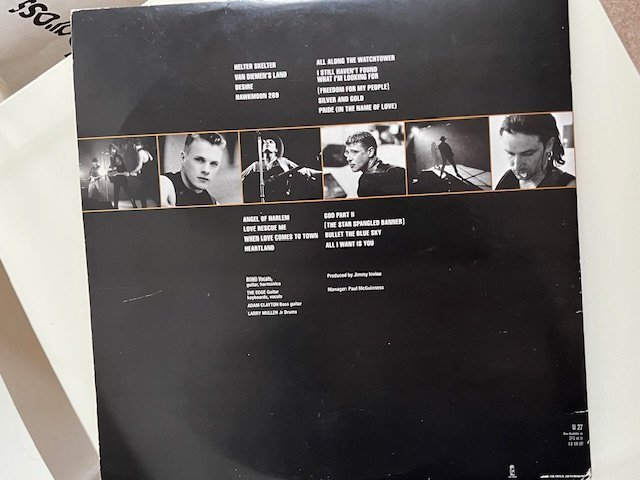 HELTER SKELTER
VAN DIEMEN'S LAND
DESIRE
HAWKMOON 269
ALL ALONG THE WATCHTOWER
I STILL HAVEN'T FOUND
WHAT I'M LOOKING FOR
(FREEDOM FOR MY PEOPLE)
SILVER AND GOLD
PRIDE (IN THE NAME OF LOVE)
ANGEL OF HARLEM
LOVE RESCUE ME
WHEN LOVE COMES TO TOWN
HEARTLAND
GOD PART II
(THE STAR SPANGLED BANNER)
BULLET THE BLUE SKY
ALL I WANT IS YOU
BONO Vocals,
guitar, harmonica
THE EDGE Guitar
keyboards, vocals
ADAM CLAYTON Bass guitar
LARRY MULLEN Jr Drums
Produced by Jimmy Iovine
Manager: Paul McGuinness
U 27